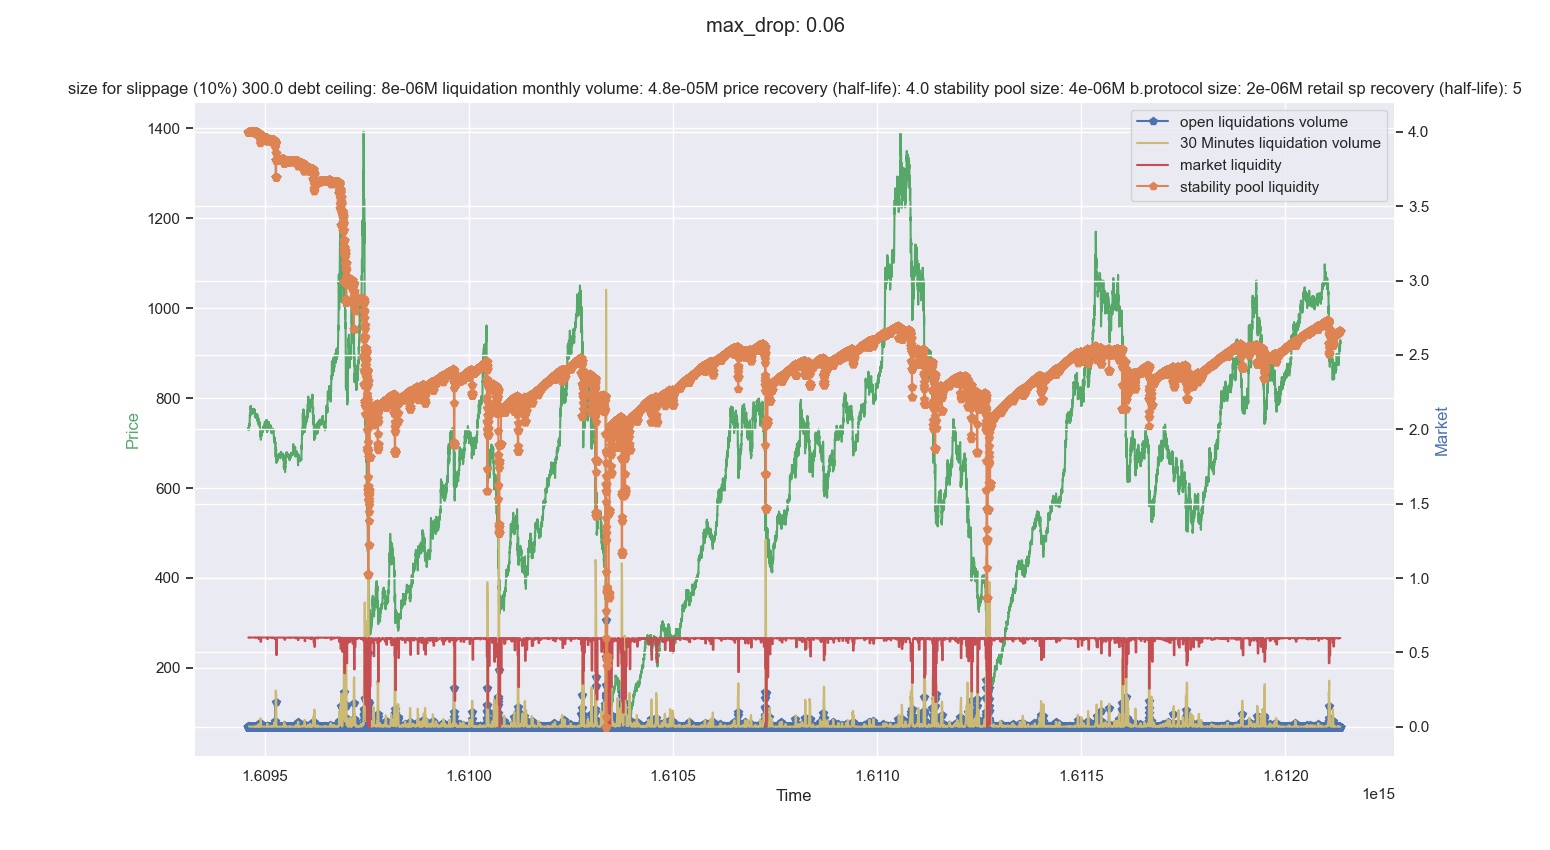 max_drop: 0.06
size for slippage (10%) 300.0 debt ceiling: 8e-06M liquidation monthly volume: 4.8e-05M price recovery (half-life): 4.0 stability pool size: 4e-06M b.protocol size: 2e-06M retail sp recovery (half-life): 5
open liquidations volume
30 Minutes liquidation volume
market liquidity
stability pool liquidity
1400
1200
1000
800
600
400
200
Price
4.0
3.5
3.0
2.5
2.0
1.5
1.0
0.5
0.0
Market
1.6095 1.6100 1.6105 1.6110 1.6115 1.6120
1e15
Time